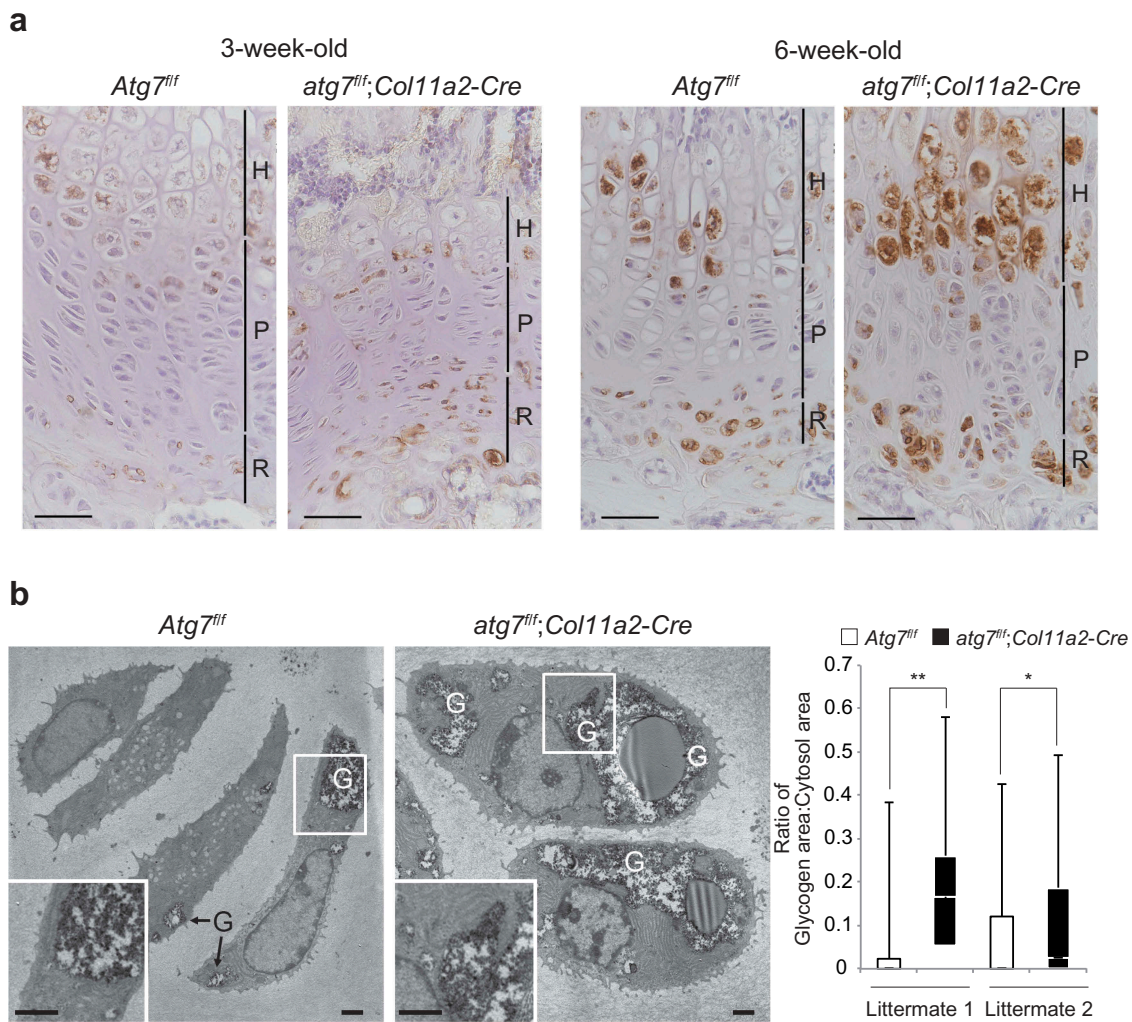 a
3-week-old
6-week-old
Atg7f/f
atg7f/f;Col11a2-Cre
Atg7f/f
atg7f/f;Col11a2-Cre
H
P
R
H
P
R
H
P
R
H
P
R
b
Atg7f/f
atg7f/f;Col11a2-Cre
G
G
G
G
G
G
Atg7f/f atg7f/f;Col11a2-Cre
Ratio of
Glycogen area:Cytosol area
0.7
0.6
0.5
0.4
0.3
0.2
0.1
0
**
*
Littermate 1
Littermate 2